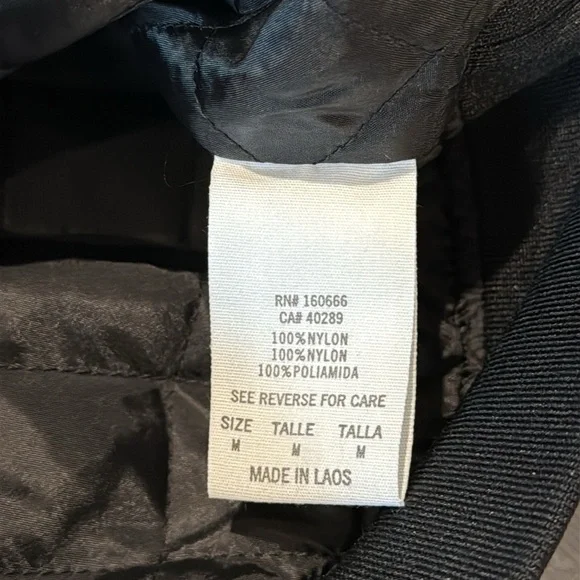 RN# 160666
CA# 40289
100%NYLON
100%NYLON
100%POLIAMIDA
SEE REVERSE FOR CARE
SIZE TALLE TALLA
M M M
MADE IN LAOS